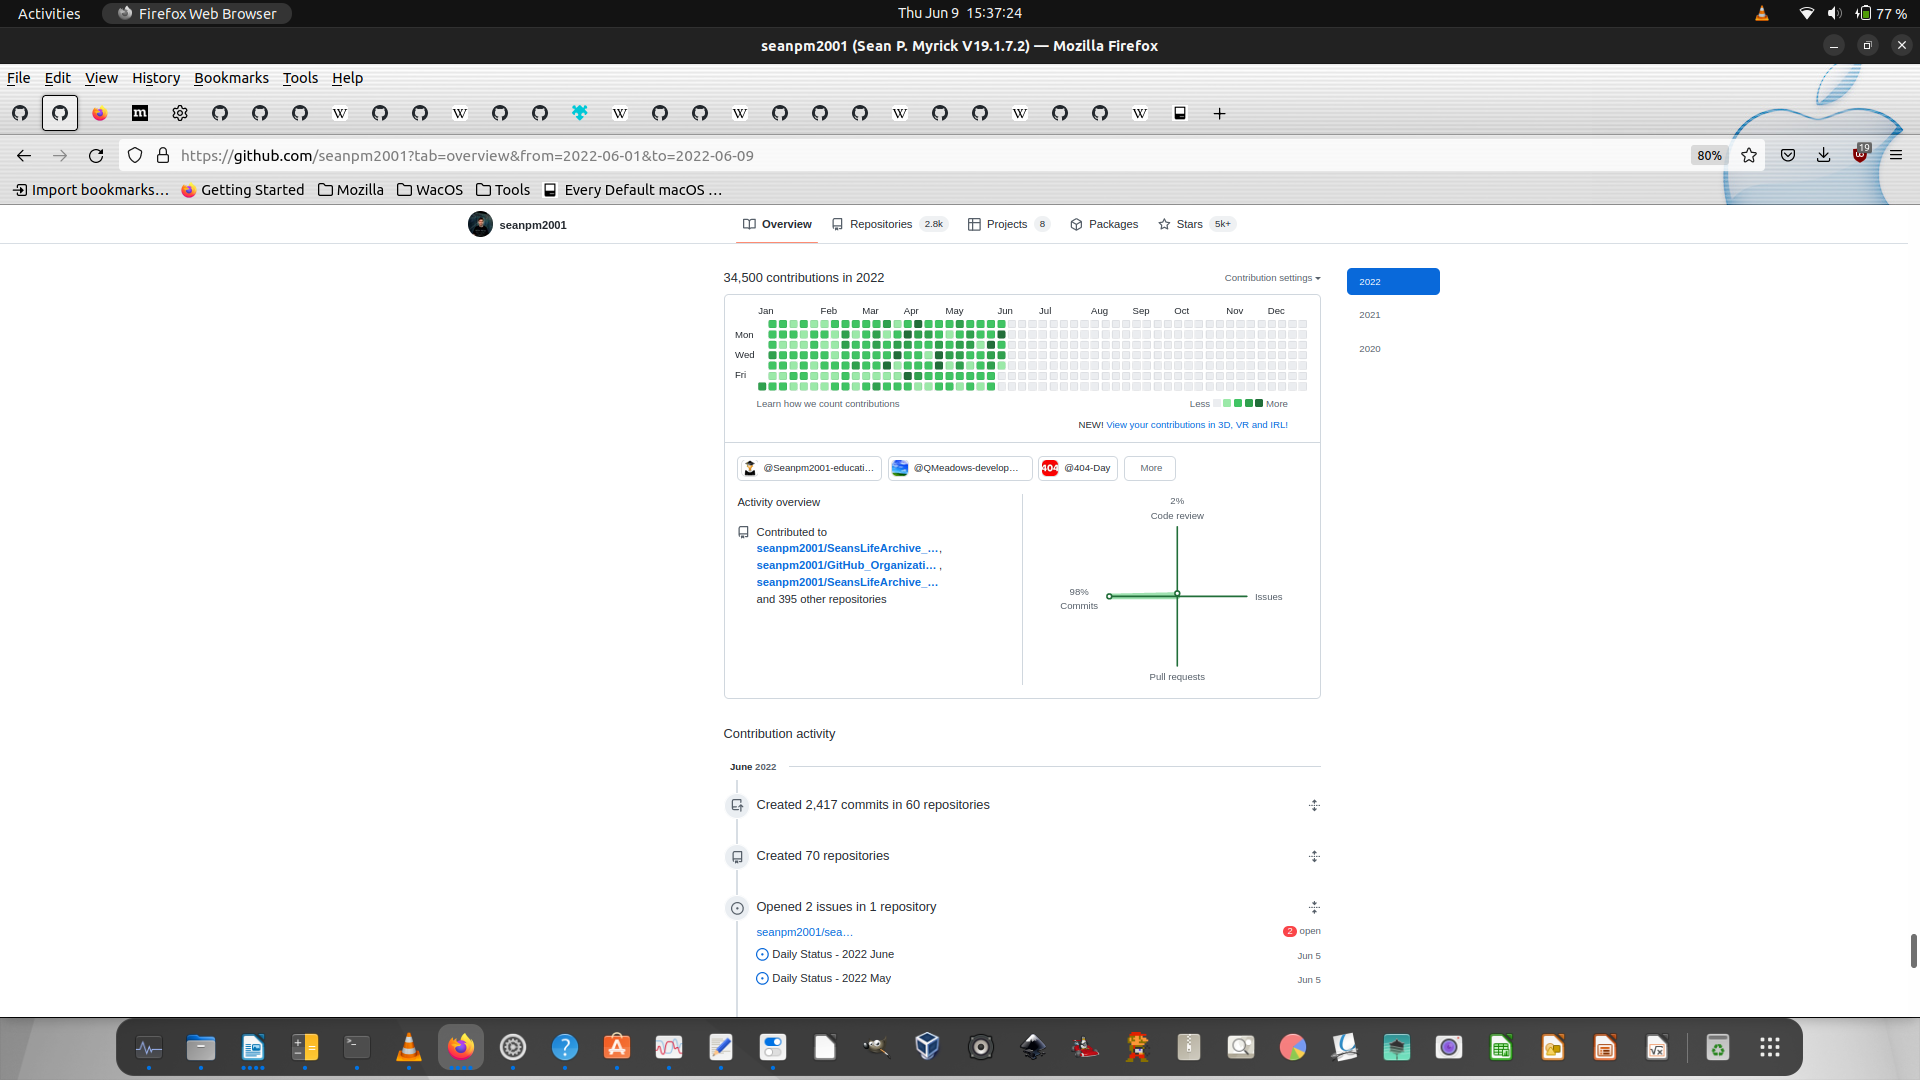 Activities Firefox Web Browser Thu Jun 9 15:37:24 77 %
seanpm2001 (Sean P. Myrick V19.1.7.2) — Mozilla Firefox
File Edit View History Bookmarks Tools Help
https://github.com/seanpm2001?tab=overview&from=2022-06-01&to=2022-06-09 80% 19
Import bookmarks… Getting Started Mozilla WacOS Tools Every Default macOS …
seanpm2001 Overview Repositories 2.8k Projects 8 Packages Stars 5k+
34,500 contributions in 2022 Contribution settings 2022
Jan Feb Mar Apr May Jun Jul Aug Sep Oct Nov Dec
2021
Mon
Wed
2020
Fri
Learn how we count contributions Less More
NEW! View your contributions in 3D, VR and IRL!
@Seanpm2001-educati… @QMeadows-develop… 404 @404-Day More
Activity overview
2%
Code review
Contributed to
seanpm2001/SeansLifeArchive_…,
seanpm2001/GitHub_Organizati… ,
seanpm2001/SeansLifeArchive_…
and 395 other repositories
98%
Commits
Issues
Pull requests
Contribution activity
June 2022
Created 2,417 commits in 60 repositories
Created 70 repositories
Opened 2 issues in 1 repository
seanpm2001/sea… 2 open
Daily Status - 2022 June Jun 5
Daily Status - 2022 May Jun 5